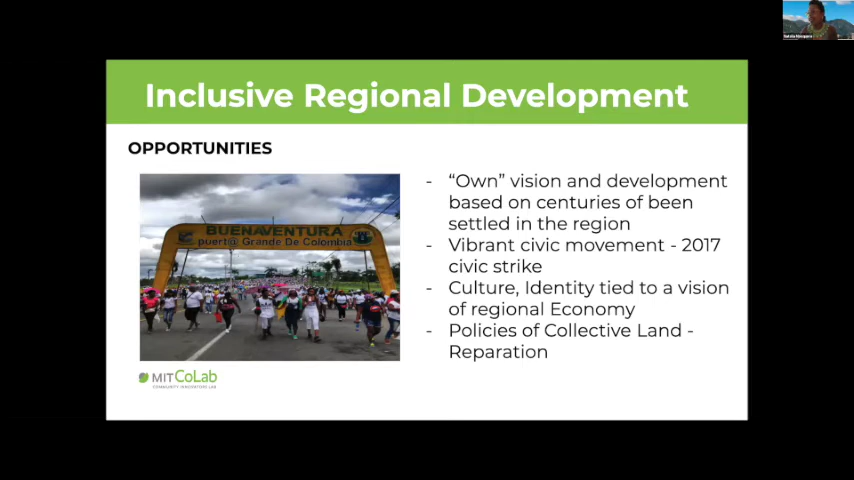 Inclusive Regional Development
OPPORTUNITIES
BUENAVENTURA
puert@ Grande De Colombia
- “Own” vision and development
based on centuries of been
settled in the region
- Vibrant civic movement - 2017
civic strike
- Culture, Identity tied to a vision
of regional Economy
- Policies of Collective Land -
Reparation
MIT CoLab
COMMUNITY INNOVATORS LAB